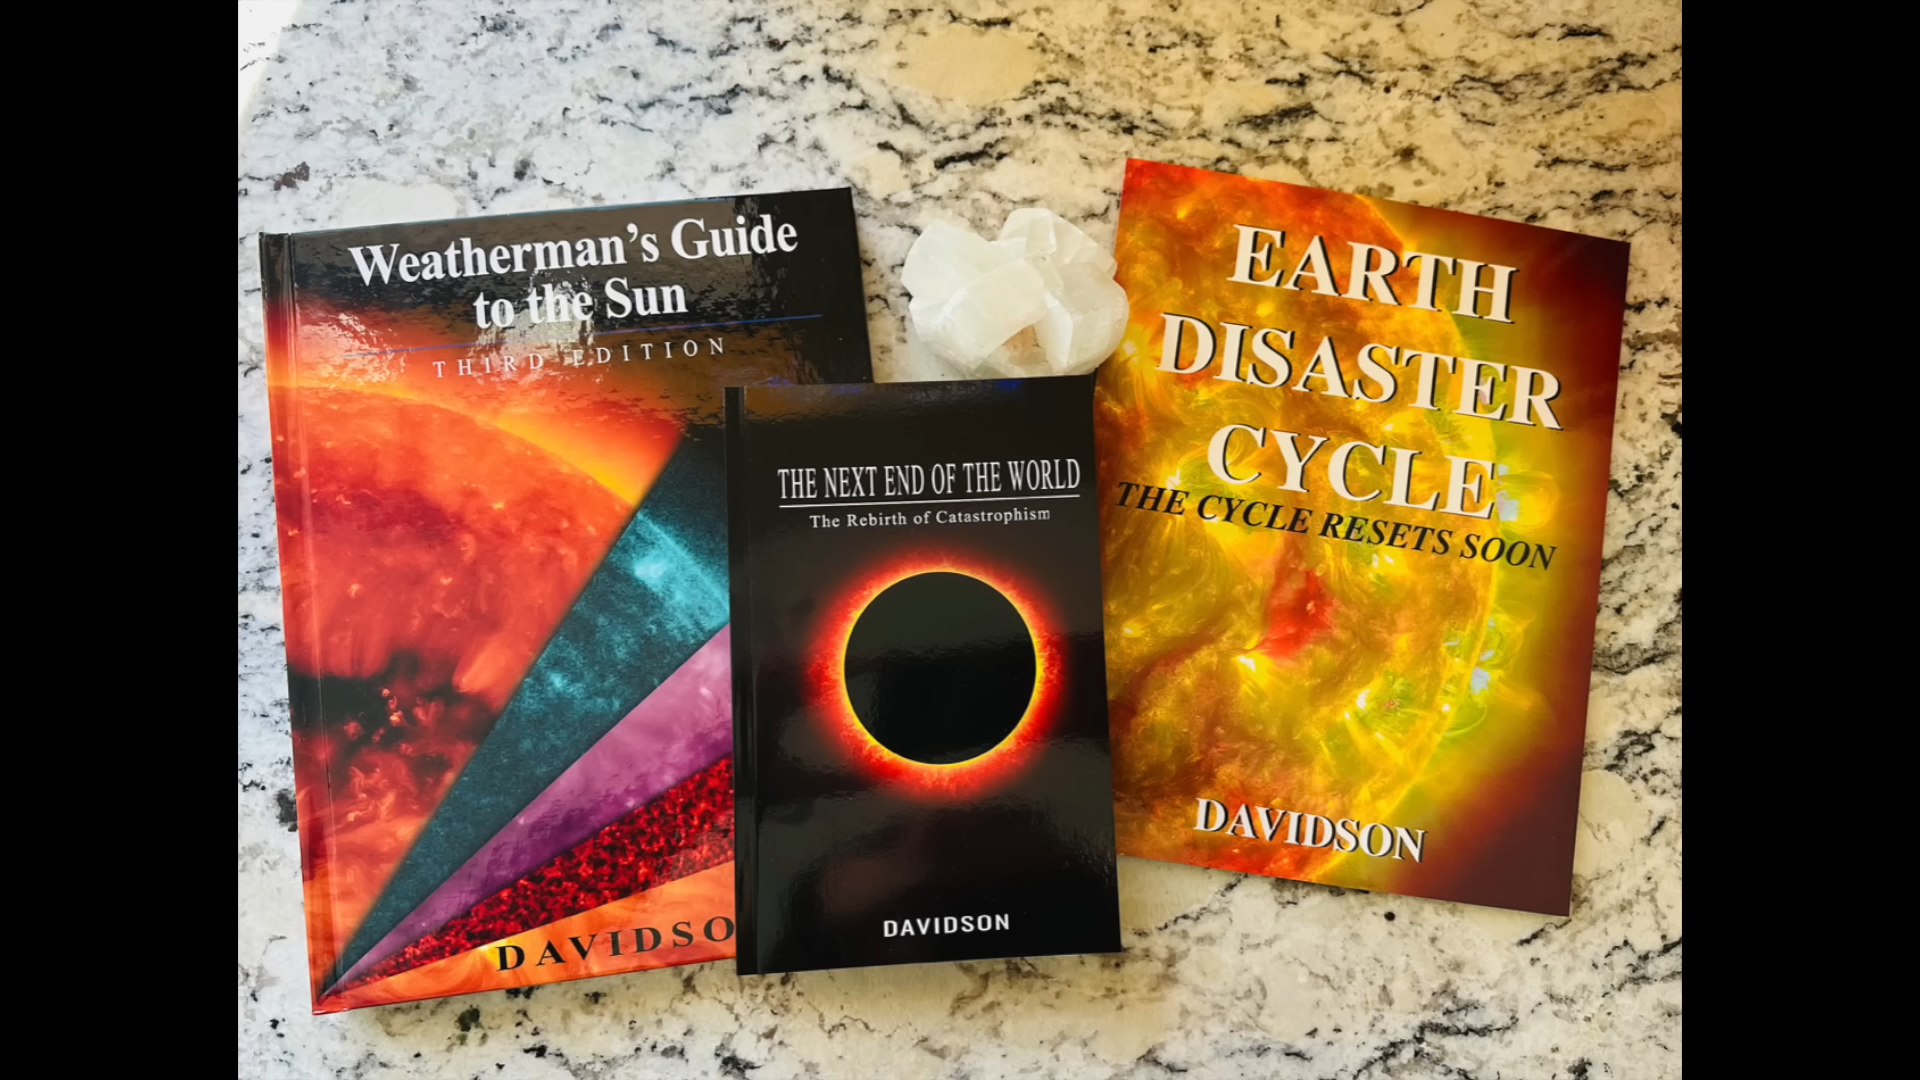 Weatherman's Guide
to the Sun
THIRD EDITION
DAVIDSO
THE NEXT END OF THE WORLD
The Rebirth of Catastrophism
DAVIDSON
EARTH
DISASTER
CYCLE
THE CYCLE RESETS SOON
DAVIDSON